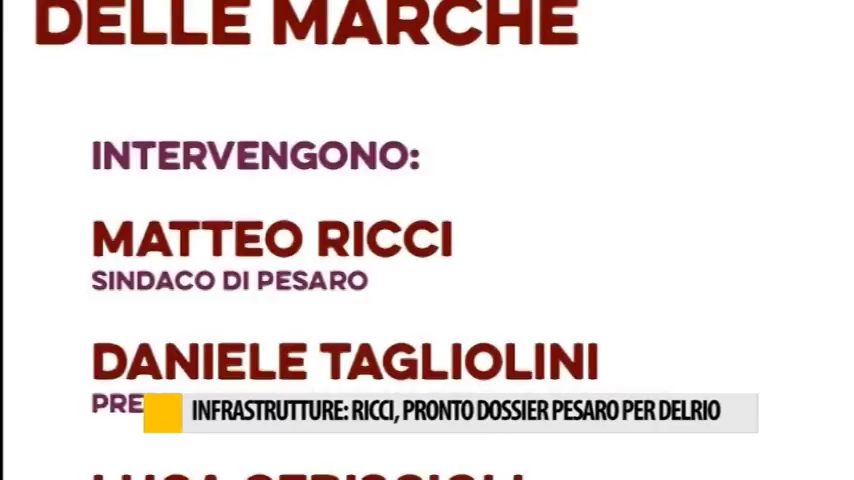 DELLE MARCHE
INTERVENGONO:
MATTEO RICCI
SINDACO DI PESARO
DANIELE TAGLIOLINI
PRE
INFRASTRUTTURE: RICCI, PRONTO DOSSIER PESARO PER DELRIO